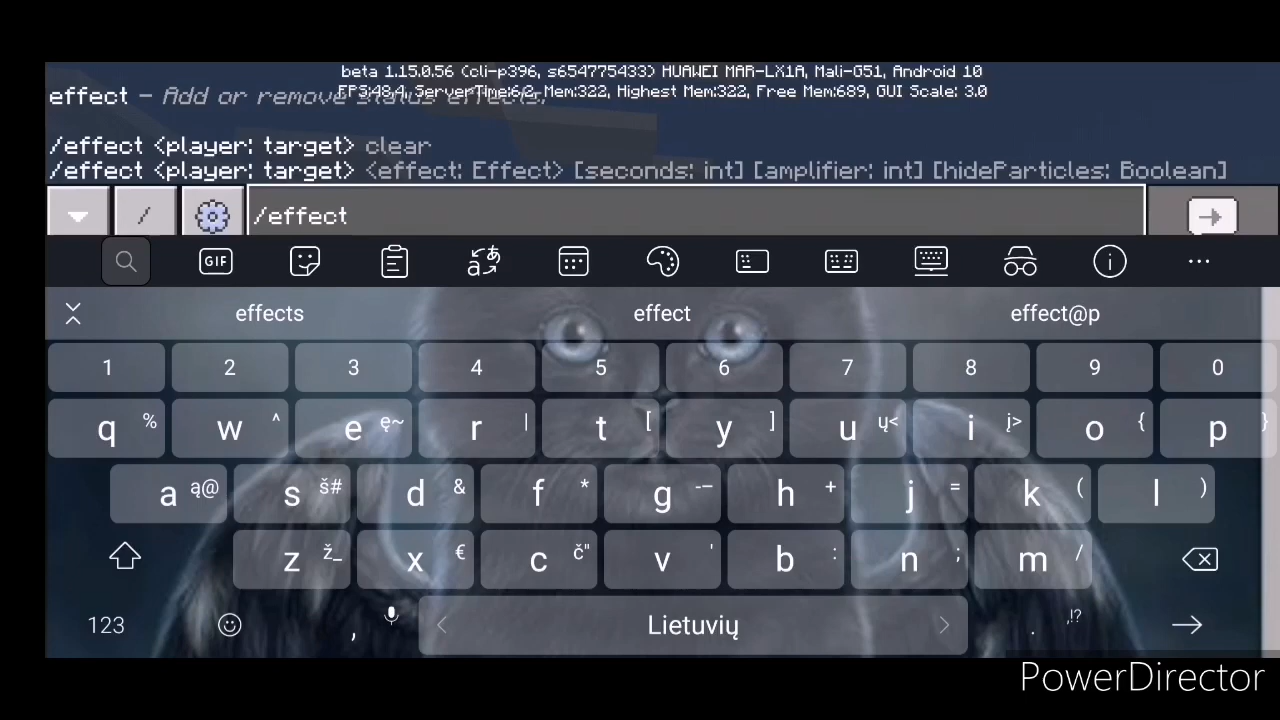 beta 1.15.0.56 (cli-p396, s654775433) HUAWEI MAR-LX1A, Mali-G51, Android 10
FPS:48.4, ServerTime:6.2, Mem:322, Highest Mem:322, Free Mem:689, GUI Scale: 3.0
effect – Add or remove status effects.
/effect <player: target> clear
/effect <player: target> <effect: Effect> [seconds: int] [amplifier: int] [hideParticles: Boolean]
/ /effect
GIF
effects effect effect@p
1 2 3 4 5 6 7 8 9 0
q % w ^ e ę~ r | t [ y ] u ų< i į> o { p }
a ą@ s š# d & f * g -– h + j = k ( l )
z ž_ x € c č" v ' b : n ; m /
123 , Lietuvių . ,!?
PowerDirector